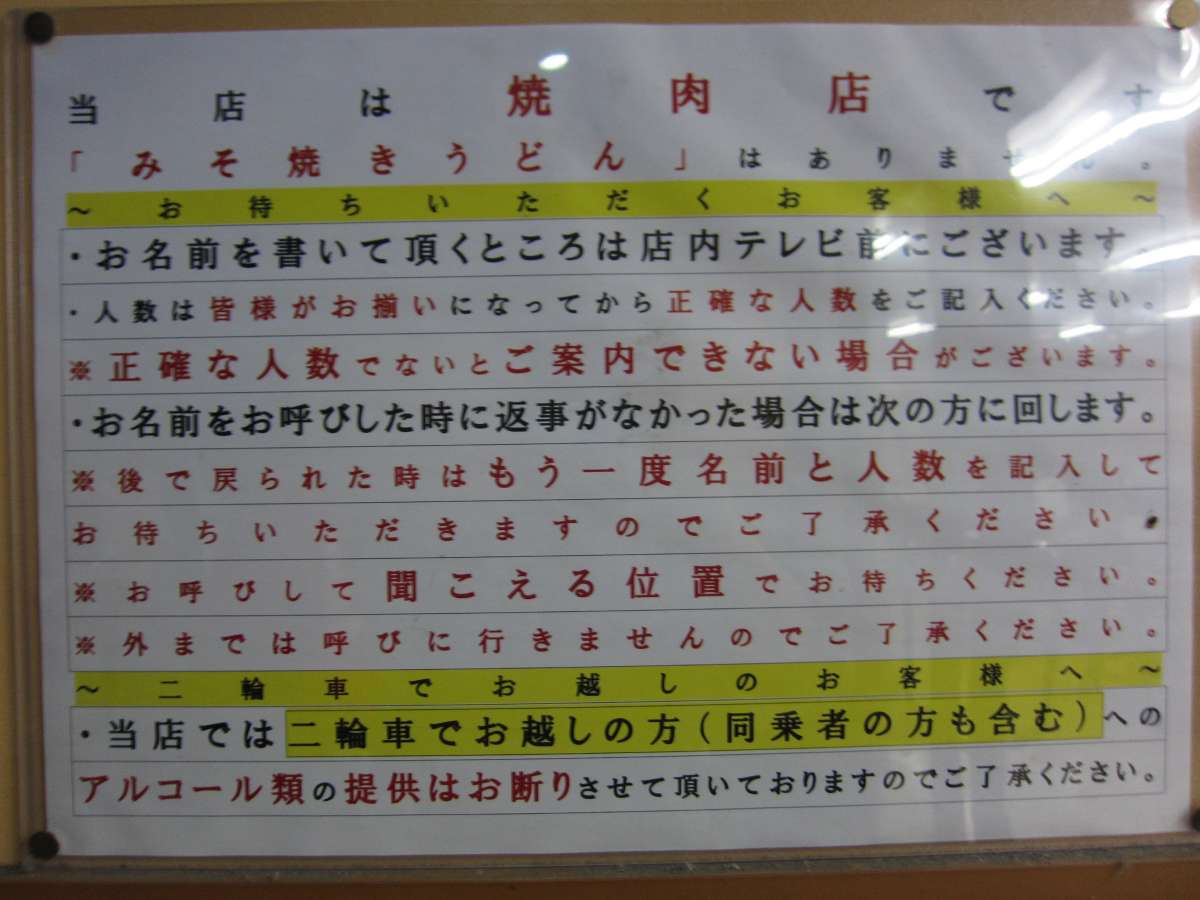 当店は焼肉店です
「みそ焼きうどん」はありません。
～お待ちいただくお客様へ～
・お名前を書いて頂くところは店内テレビ前にございます。
・人数は皆様がお揃いになってから正確な人数をご記入ください。
※正確な人数でないとご案内できない場合がございます。
・お名前をお呼びした時に返事がなかった場合は次の方に回します。
※後で戻られた時はもう一度名前と人数を記入して
お待ちいただきますのでご了承ください。
※お呼びして聞こえる位置でお待ちください。
※外までは呼びに行きませんのでご了承ください。
～二輪車でお越しのお客様へ～
・当店では二輪車でお越しの方(同乗者の方も含む)への
アルコール類の提供はお断りさせて頂いておりますのでご了承ください。